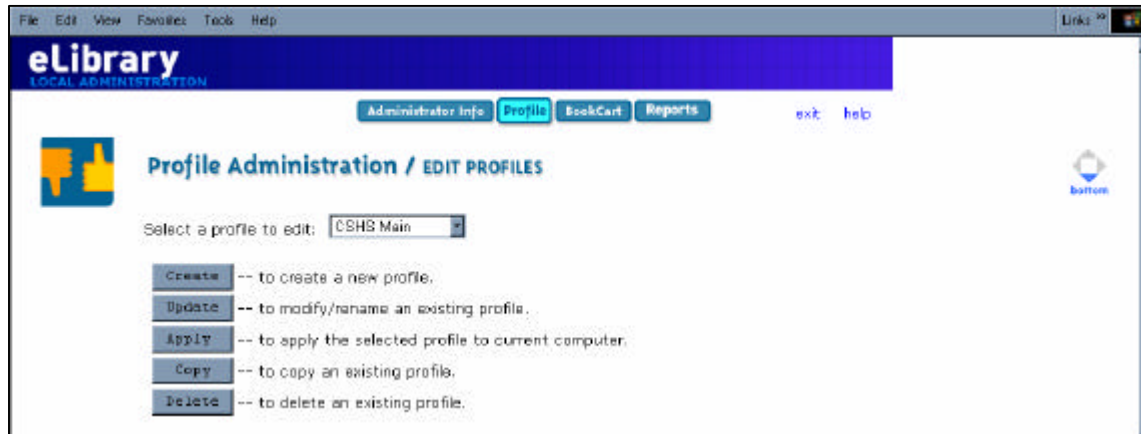 File Edit View Favorites Tools Help Links »
eLibrary
LOCAL ADMINISTRATION
Administrator Info Profile BookCart Reports exit help
Profile Administration / EDIT PROFILES
bottom
Select a profile to edit: CSHS Main
Create -- to create a new profile.
Update -- to modify/rename an existing profile.
Apply -- to apply the selected profile to current computer.
Copy -- to copy an existing profile.
Delete -- to delete an existing profile.